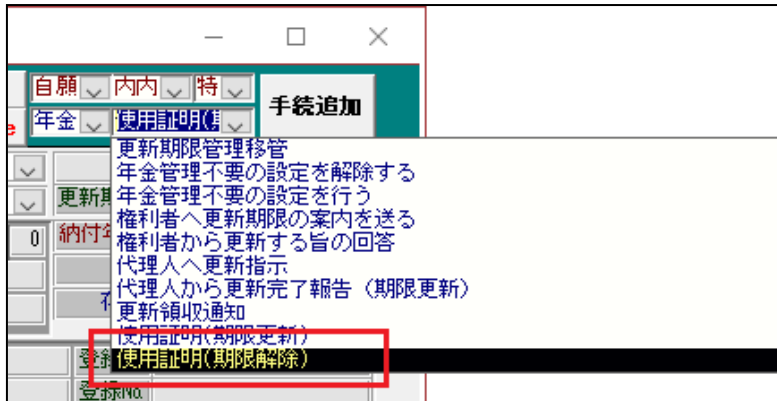 自願 内内 特
手続追加
年金 使用証明(
更新期限管理移管
年金管理不要の設定を解除する
年金管理不要の設定を行う
更新
権利者へ更新期限の案内を送る
0 納付
権利者から更新する旨の回答
代理人へ更新指示
代理人から更新完了報告（期限更新）
更新領収通知
使用証明(期限更新)
登 使用証明(期限解除)
登録No.